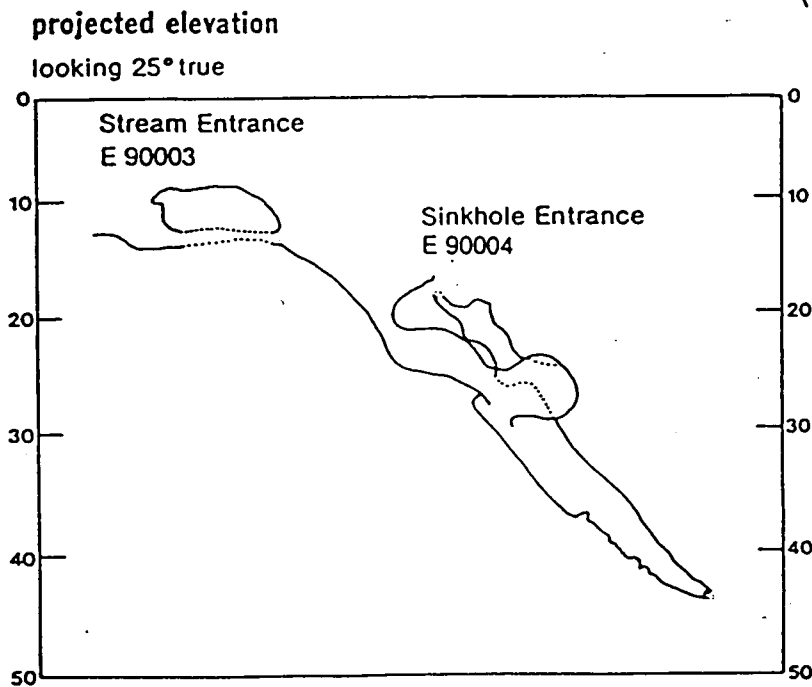 projected elevation
looking 25° true
0
0
Stream Entrance
E 90003
10
10
Sinkhole Entrance
E 90004
20
20
30
30
40
40
50
50